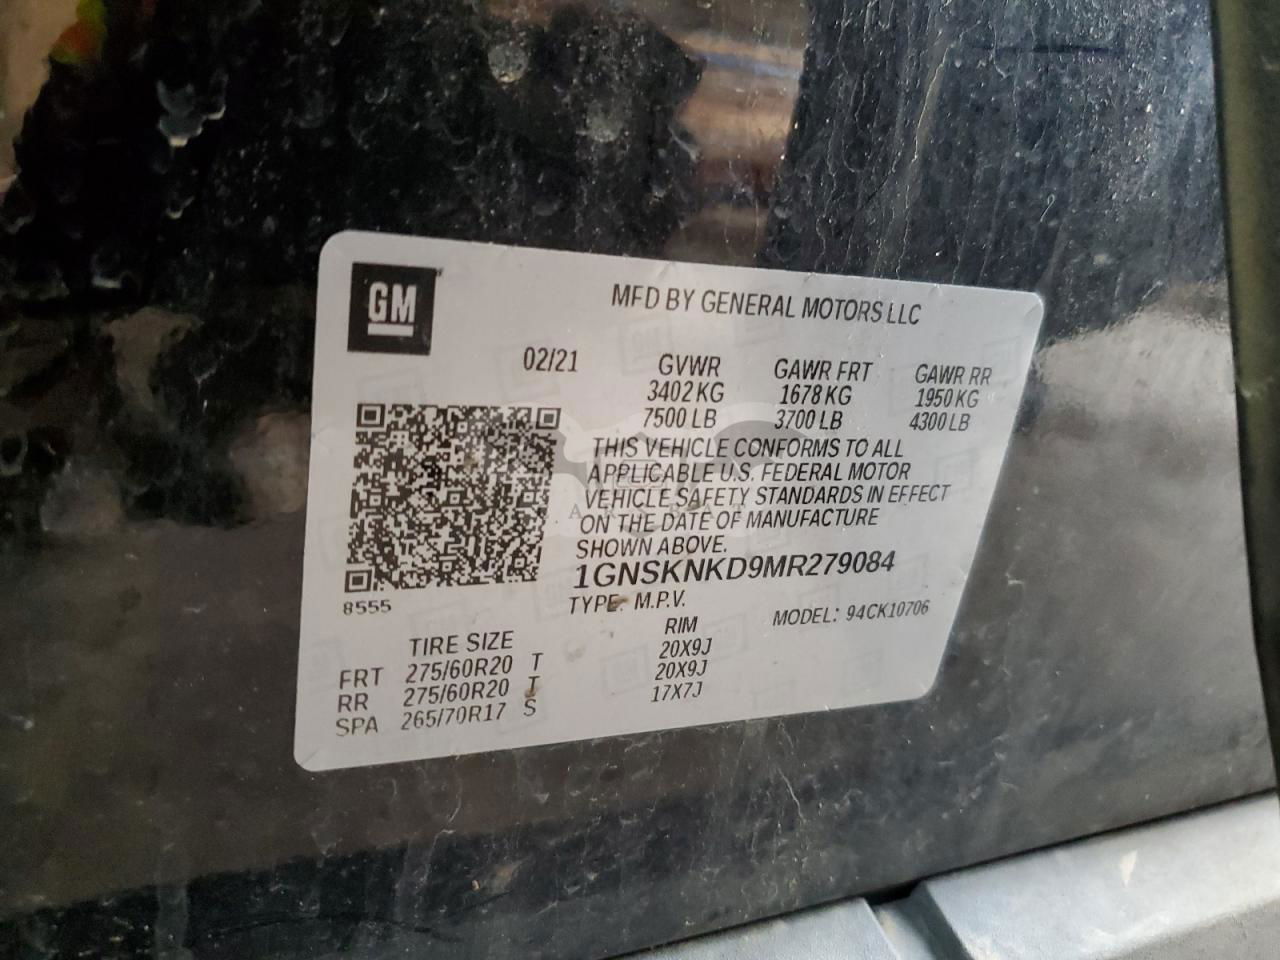 GM
MFD BY GENERAL MOTORS LLC
02/21 GVWR GAWR FRT GAWR RR
3402 KG 1678 KG 1950 KG
7500 LB 3700 LB 4300 LB
THIS VEHICLE CONFORMS TO ALL
APPLICABLE U.S. FEDERAL MOTOR
VEHICLE SAFETY STANDARDS IN EFFECT
ON THE DATE OF MANUFACTURE
SHOWN ABOVE.
1GNSKNKD9MR279084
8555 TYPE: M.P.V. MODEL: 94CK10706
TIRE SIZE RIM
FRT 275/60R20 T 20X9J
RR 275/60R20 T 20X9J
SPA 265/70R17 S 17X7J